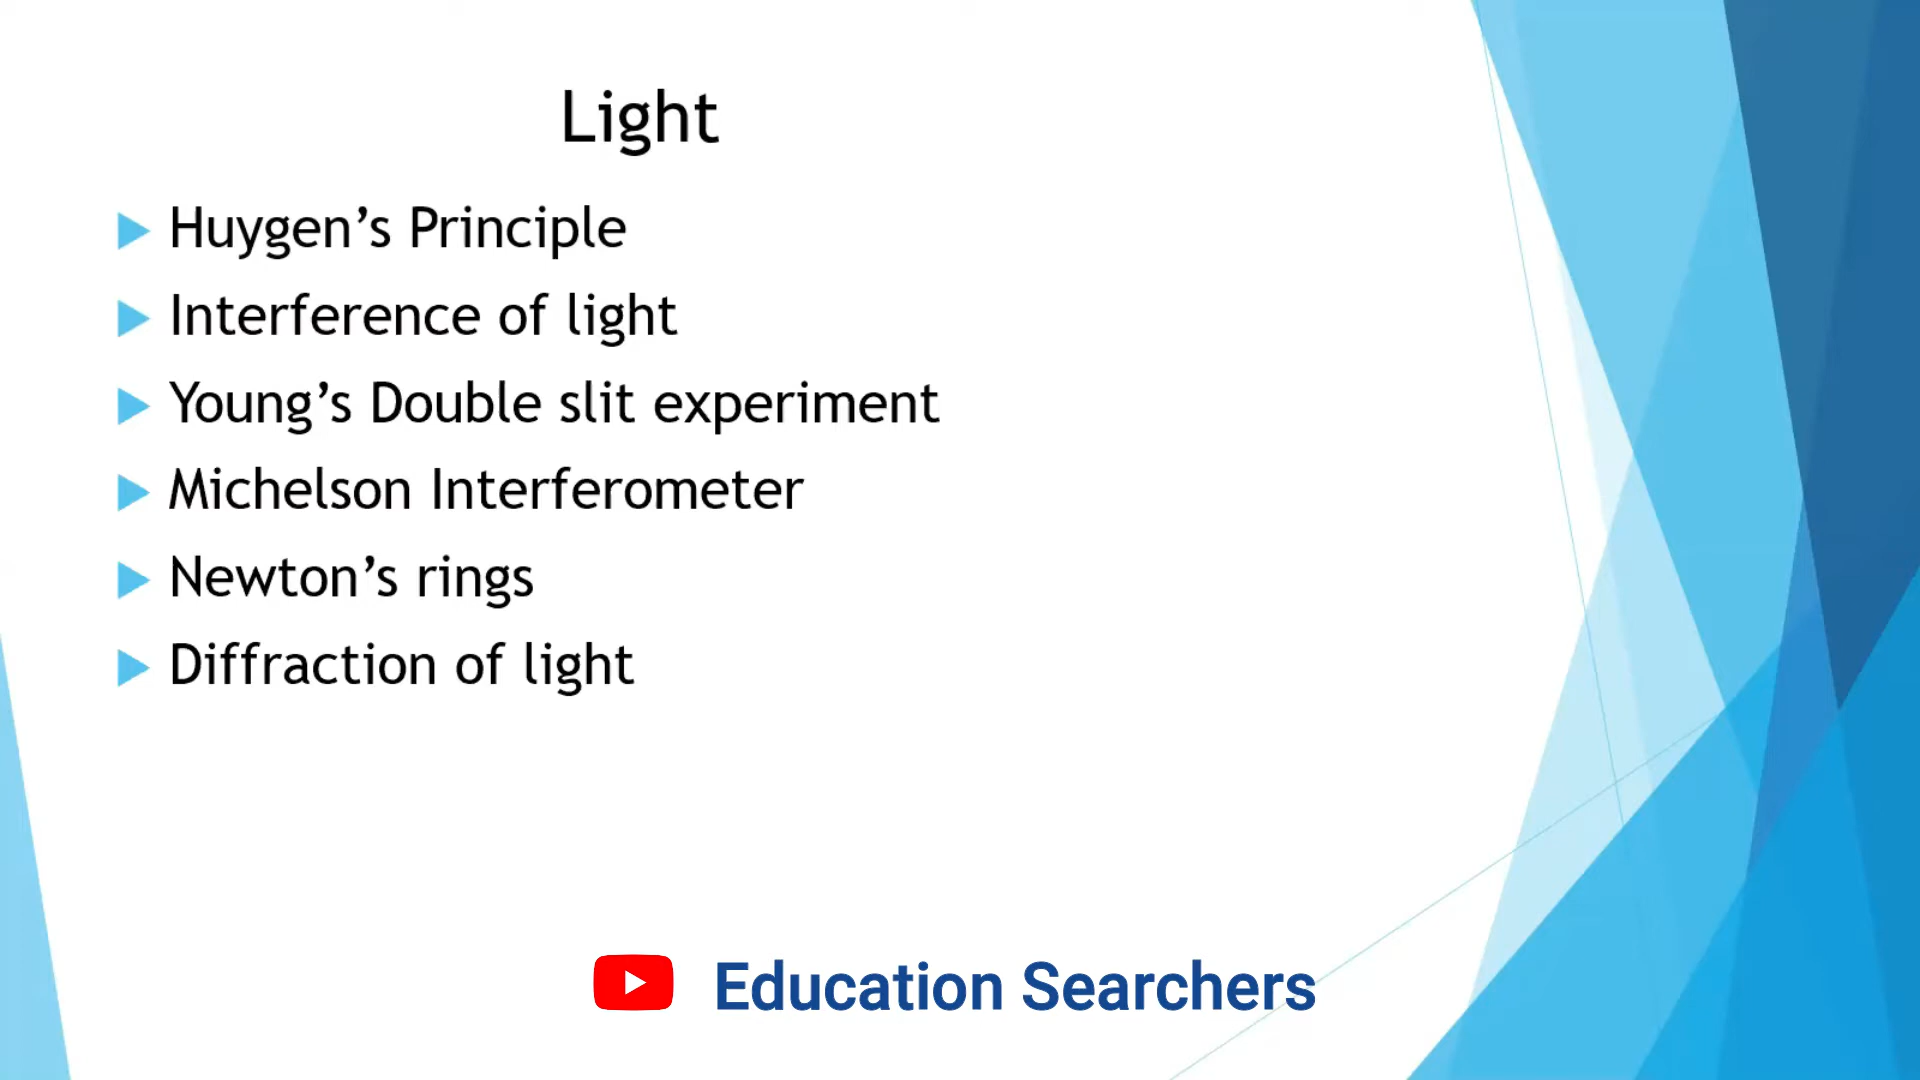 Light
Huygen’s Principle
Interference of light
Young’s Double slit experiment
Michelson Interferometer
Newton’s rings
Diffraction of light
Education Searchers